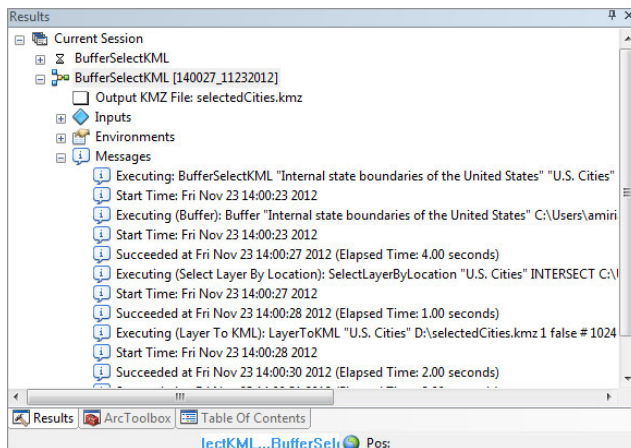 Results
Current Session
BufferSelectKML
BufferSelectKML [140027_11232012]
Output KMZ File: selectedCities.kmz
Inputs
Environments
Messages
Executing: BufferSelectKML "Internal state boundaries of the United States" "U.S. Cities"
Start Time: Fri Nov 23 14:00:23 2012
Executing (Buffer): Buffer "Internal state boundaries of the United States" C:\Users\amiri
Start Time: Fri Nov 23 14:00:23 2012
Succeeded at Fri Nov 23 14:00:27 2012 (Elapsed Time: 4.00 seconds)
Executing (Select Layer By Location): SelectLayerByLocation "U.S. Cities" INTERSECT C:\U
Start Time: Fri Nov 23 14:00:27 2012
Succeeded at Fri Nov 23 14:00:28 2012 (Elapsed Time: 1.00 seconds)
Executing (Layer To KML): LayerToKML "U.S. Cities" D:\selectedCities.kmz 1 false # 1024
Start Time: Fri Nov 23 14:00:28 2012
Succeeded at Fri Nov 23 14:00:30 2012 (Elapsed Time: 2.00 seconds)
Results ArcToolbox Table Of Contents
lectKML...BufferSele Pos: